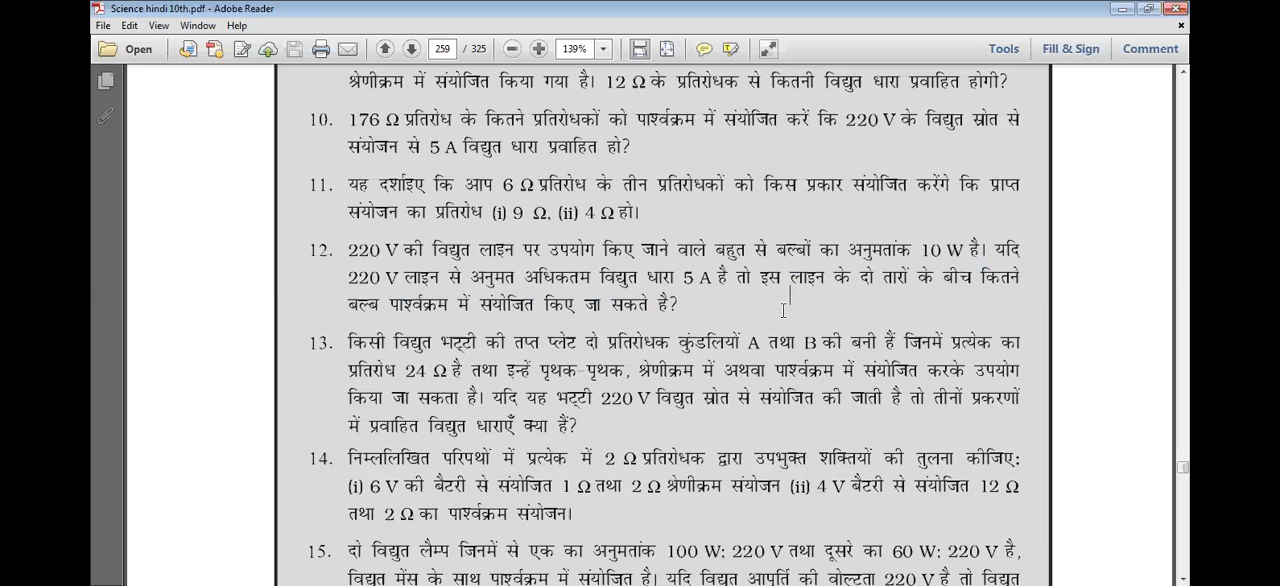 Science hindi 10th.pdf - Adobe Reader
File Edit View Window Help
Open 259 / 325 139% Tools Fill & Sign Comment
श्रेणीक्रम में संयोजित किया गया है। 12 Ω के प्रतिरोधक से कितनी विद्युत धारा प्रवाहित होगी?
10. 176 Ω प्रतिरोध के कितने प्रतिरोधकों को पार्श्वक्रम में संयोजित करें कि 220 V के विद्युत स्रोत से
संयोजन से 5 A विद्युत धारा प्रवाहित हो?
11. यह दर्शाइए कि आप 6 Ω प्रतिरोध के तीन प्रतिरोधकों को किस प्रकार संयोजित करेंगे कि प्राप्त
संयोजन का प्रतिरोध (i) 9 Ω, (ii) 4 Ω हो।
12. 220 V की विद्युत लाइन पर उपयोग किए जाने वाले बहुत से बल्बों का अनुमतांक 10 W है। यदि
220 V लाइन से अनुमत अधिकतम विद्युत धारा 5 A है तो इस लाइन के दो तारों के बीच कितने
बल्ब पार्श्वक्रम में संयोजित किए जा सकते है?
13. किसी विद्युत भट्टी की तप्त प्लेट दो प्रतिरोधक कुंडलियों A तथा B की बनी हैं जिनमें प्रत्येक का
प्रतिरोध 24 Ω है तथा इन्हें पृथक-पृथक, श्रेणीक्रम में अथवा पार्श्वक्रम में संयोजित करके उपयोग
किया जा सकता है। यदि यह भट्टी 220 V विद्युत स्रोत से संयोजित की जाती है तो तीनों प्रकरणों
में प्रवाहित विद्युत धाराएँ क्या हैं?
14. निम्नलिखित परिपथों में प्रत्येक में 2 Ω प्रतिरोधक द्वारा उपभुक्त शक्तियों की तुलना कीजिए:
(i) 6 V की बैटरी से संयोजित 1 Ω तथा 2 Ω श्रेणीक्रम संयोजन (ii) 4 V बैटरी से संयोजित 12 Ω
तथा 2 Ω का पार्श्वक्रम संयोजन।
15. दो विद्युत लैम्प जिनमें से एक का अनुमतांक 100 W; 220 V तथा दूसरे का 60 W; 220 V है,
विद्युत मेंस के साथ पार्श्वक्रम में संयोजित है। यदि विद्युत आपूर्ति की वोल्टता 220 V है तो विद्युत